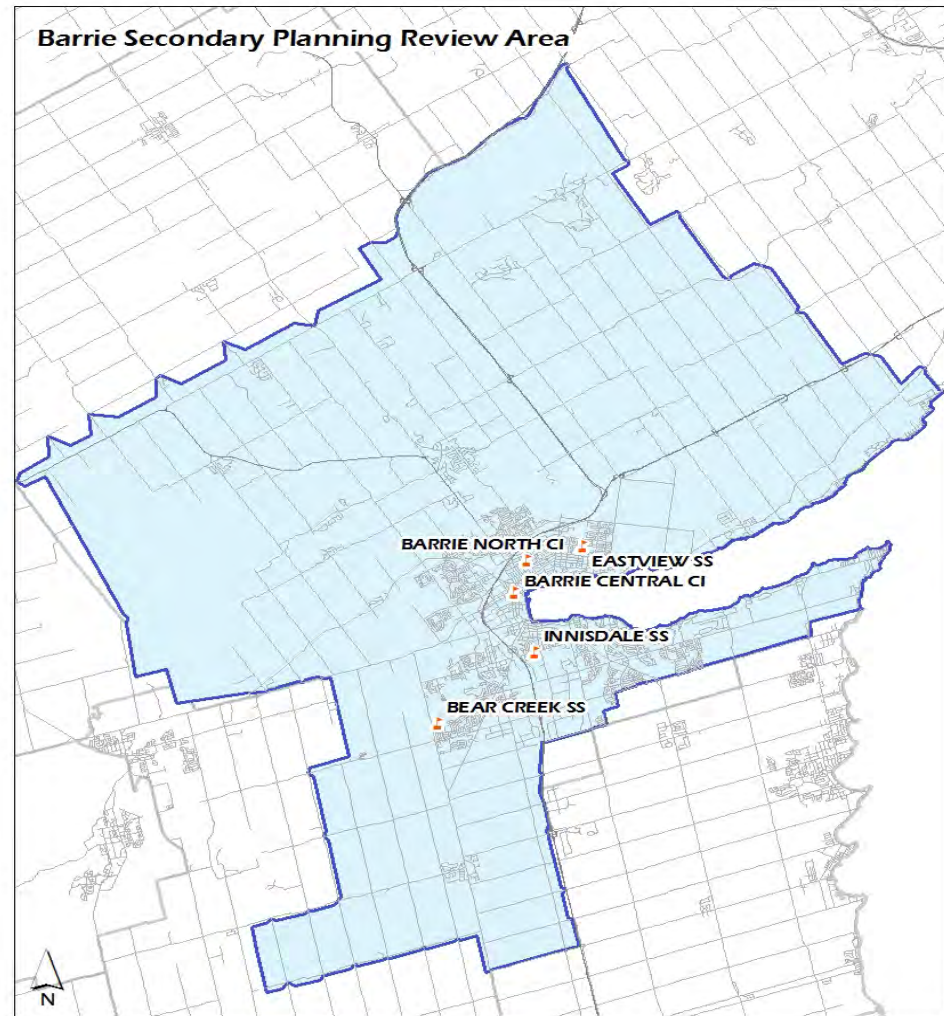 Barrie Secondary Planning Review Area
BARRIE NORTH CI
EASTVIEW SS
BARRIE CENTRAL CI
INNISDALE SS
BEAR CREEK SS
N